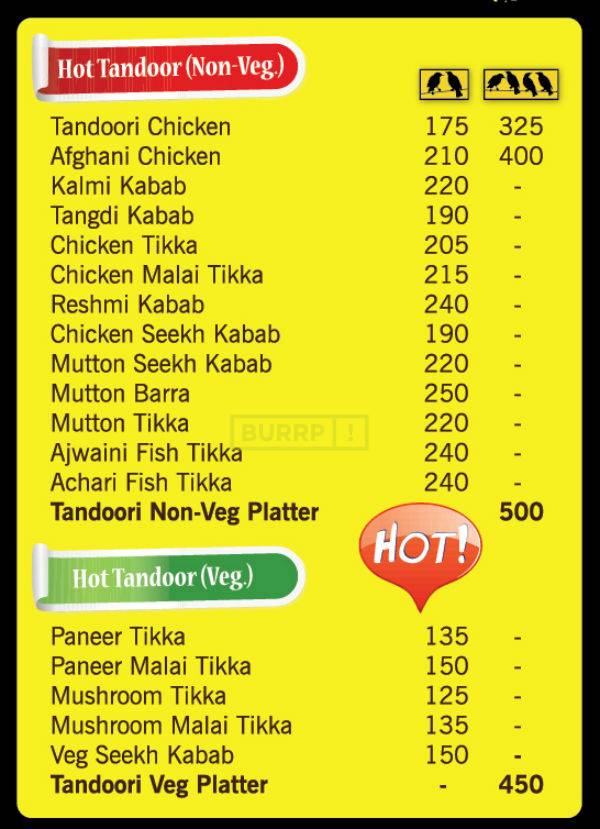 Hot Tandoor (Non-Veg.)
Tandoori Chicken 175 325
Afghani Chicken 210 400
Kalmi Kabab 220 -
Tangdi Kabab 190 -
Chicken Tikka 205 -
Chicken Malai Tikka 215 -
Reshmi Kabab 240 -
Chicken Seekh Kabab 190 -
Mutton Seekh Kabab 220 -
Mutton Barra 250 -
Mutton Tikka 220 -
BURRP!
Ajwaini Fish Tikka 240 -
Achari Fish Tikka 240 -
Tandoori Non-Veg Platter 500
HOT!
Hot Tandoor (Veg.)
Paneer Tikka 135 -
Paneer Malai Tikka 150 -
Mushroom Tikka 125 -
Mushroom Malai Tikka 135 -
Veg Seekh Kabab 150 -
Tandoori Veg Platter - 450